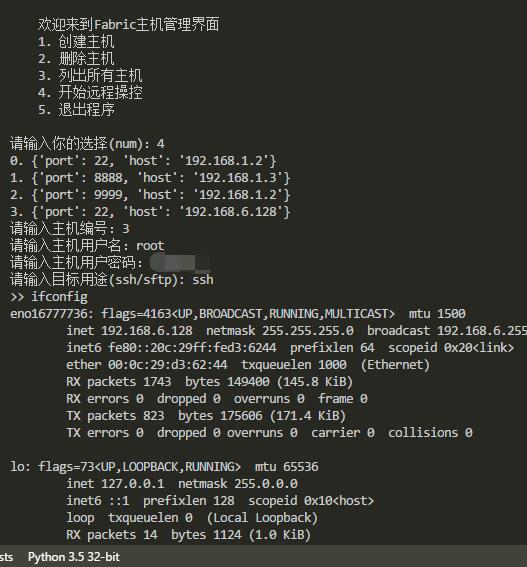 欢迎来到Fabric主机管理界面
1. 创建主机
2. 删除主机
3. 列出所有主机
4. 开始远程操控
5. 退出程序
请输入你的选择(num): 4
0. {'port': 22, 'host': '192.168.1.2'}
1. {'port': 8888, 'host': '192.168.1.3'}
2. {'port': 9999, 'host': '192.168.1.2'}
3. {'port': 22, 'host': '192.168.6.128'}
请输入主机编号: 3
请输入主机用户名: root
请输入主机用户密码:
请输入目标用途(ssh/sftp): ssh
>> ifconfig
eno16777736: flags=4163<UP,BROADCAST,RUNNING,MULTICAST>  mtu 1500
inet 192.168.6.128  netmask 255.255.255.0  broadcast 192.168.6.255
inet6 fe80::20c:29ff:fed3:6244  prefixlen 64  scopeid 0x20<link>
ether 00:0c:29:d3:62:44  txqueuelen 1000  (Ethernet)
RX packets 1743  bytes 149400 (145.8 KiB)
RX errors 0  dropped 0  overruns 0  frame 0
TX packets 823  bytes 175606 (171.4 KiB)
TX errors 0  dropped 0 overruns 0  carrier 0  collisions 0
lo: flags=73<UP,LOOPBACK,RUNNING>  mtu 65536
inet 127.0.0.1  netmask 255.0.0.0
inet6 ::1  prefixlen 128  scopeid 0x10<host>
loop  txqueuelen 0  (Local Loopback)
RX packets 14  bytes 1124 (1.0 KiB)
sts Python 3.5 32-bit